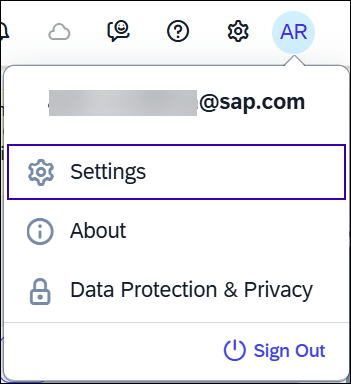 AR
@sap.com
Settings
About
Data Protection & Privacy
Sign Out